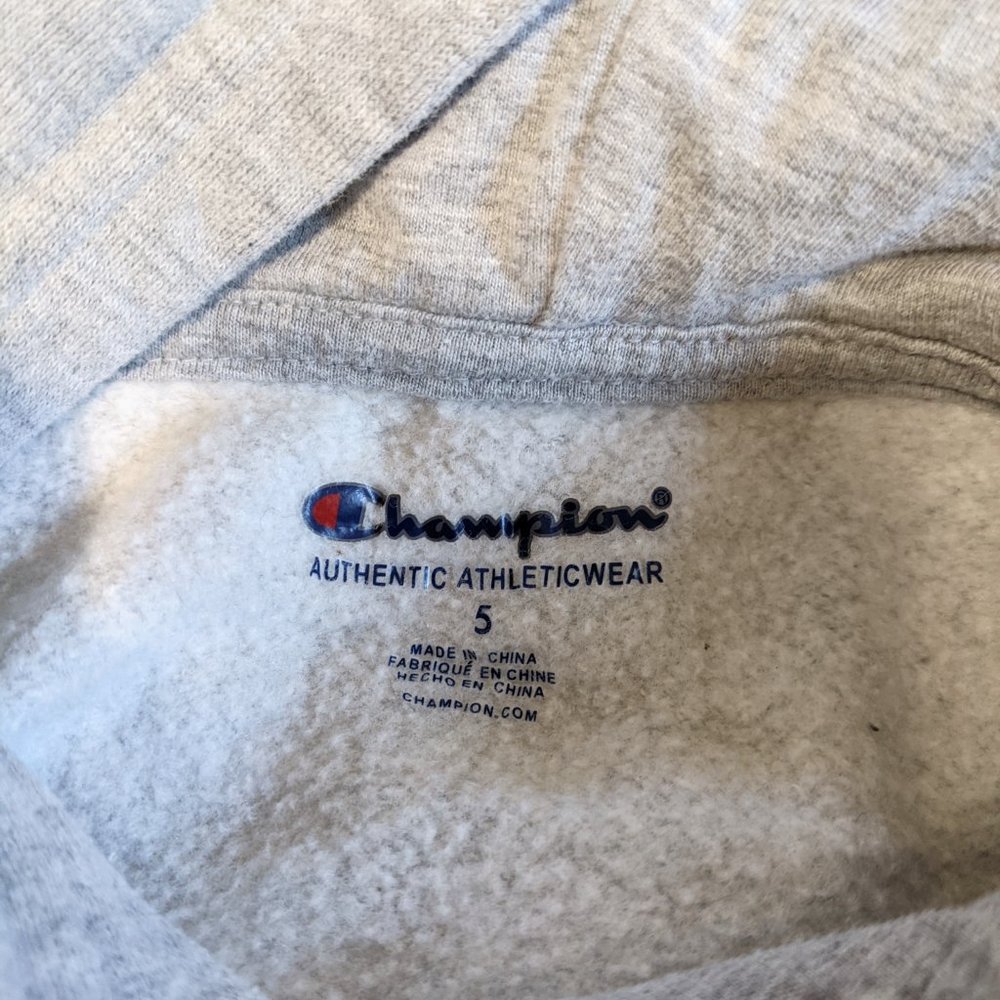 Champion®
AUTHENTIC ATHLETICWEAR
5
MADE IN CHINA
FABRIQUÉ EN CHINE
HECHO EN CHINA
CHAMPION.COM